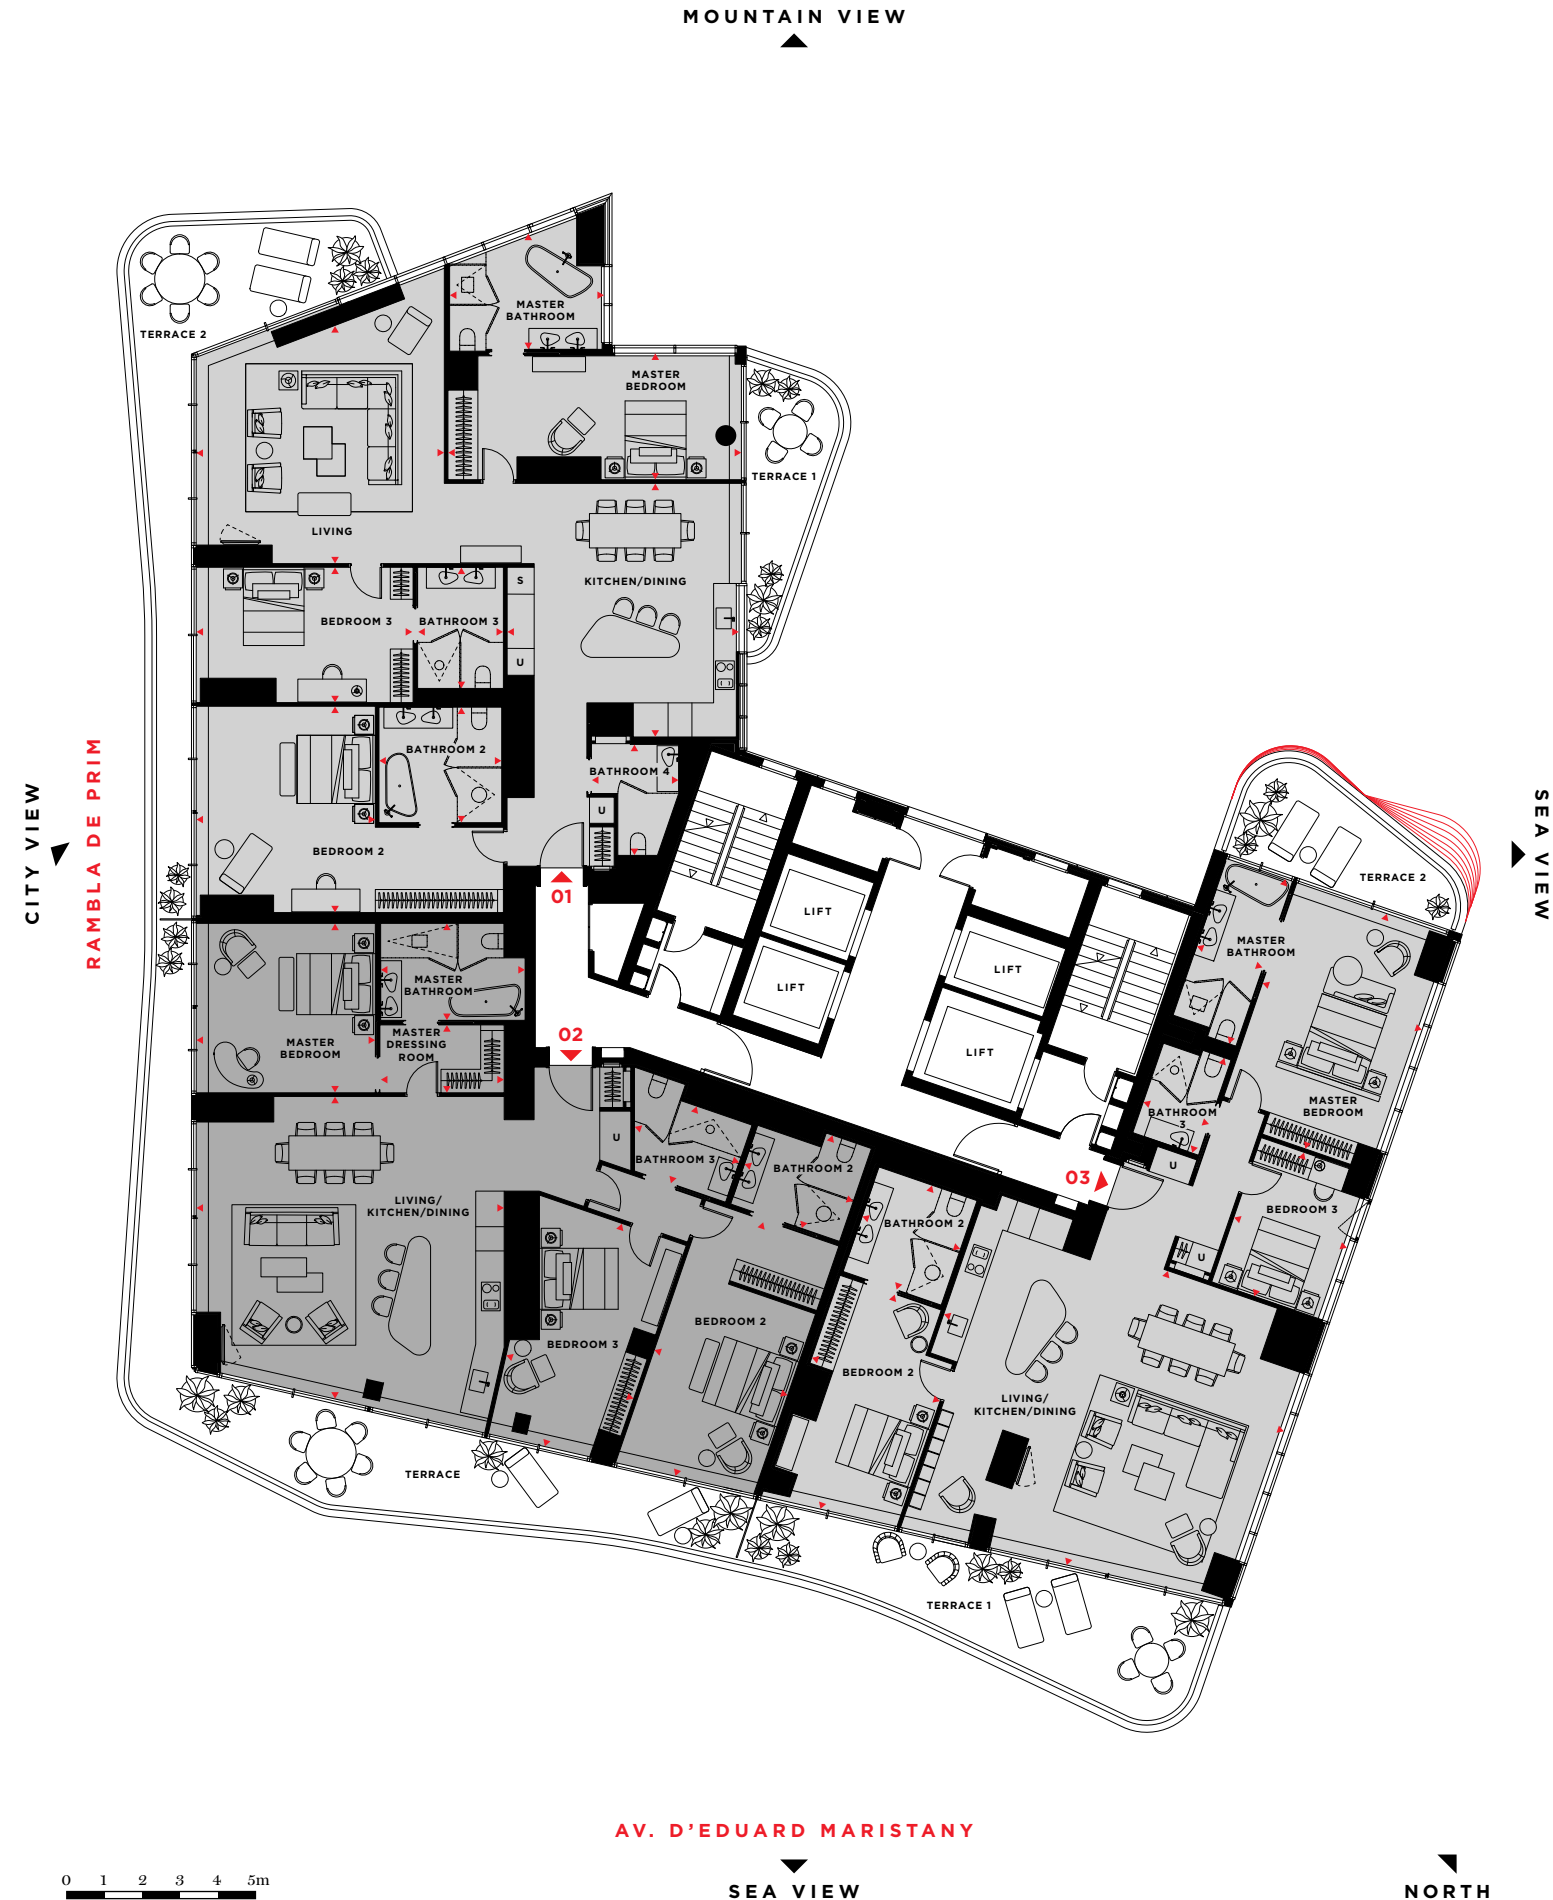 MOUNTAIN VIEW
TERRACE 2
MASTER
BATHROOM
MASTER
BEDROOM
TERRACE 1
LIVING
KITCHEN/DINING
S
BEDROOM 3
BATHROOM 3
U
BATHROOM 2
BATHROOM 4
U
BEDROOM 2
CITY VIEW
RAMBLA DE PRIM
SEA VIEW
01
LIFT
LIFT
LIFT
LIFT
TERRACE 2
MASTER
BATHROOM
MASTER
BATHROOM
02
MASTER
BEDROOM
MASTER
DRESSING
ROOM
MASTER
BEDROOM
BATHROOM
3
U
BATHROOM 3
BATHROOM 2
U
03
LIVING/
KITCHEN/DINING
BATHROOM 2
BEDROOM 3
U
BEDROOM 3
BEDROOM 2
BEDROOM 2
LIVING/
KITCHEN/DINING
TERRACE
TERRACE 1
AV. D’EDUARD MARISTANY
0 1 2 3 4 5m
SEA VIEW
NORTH